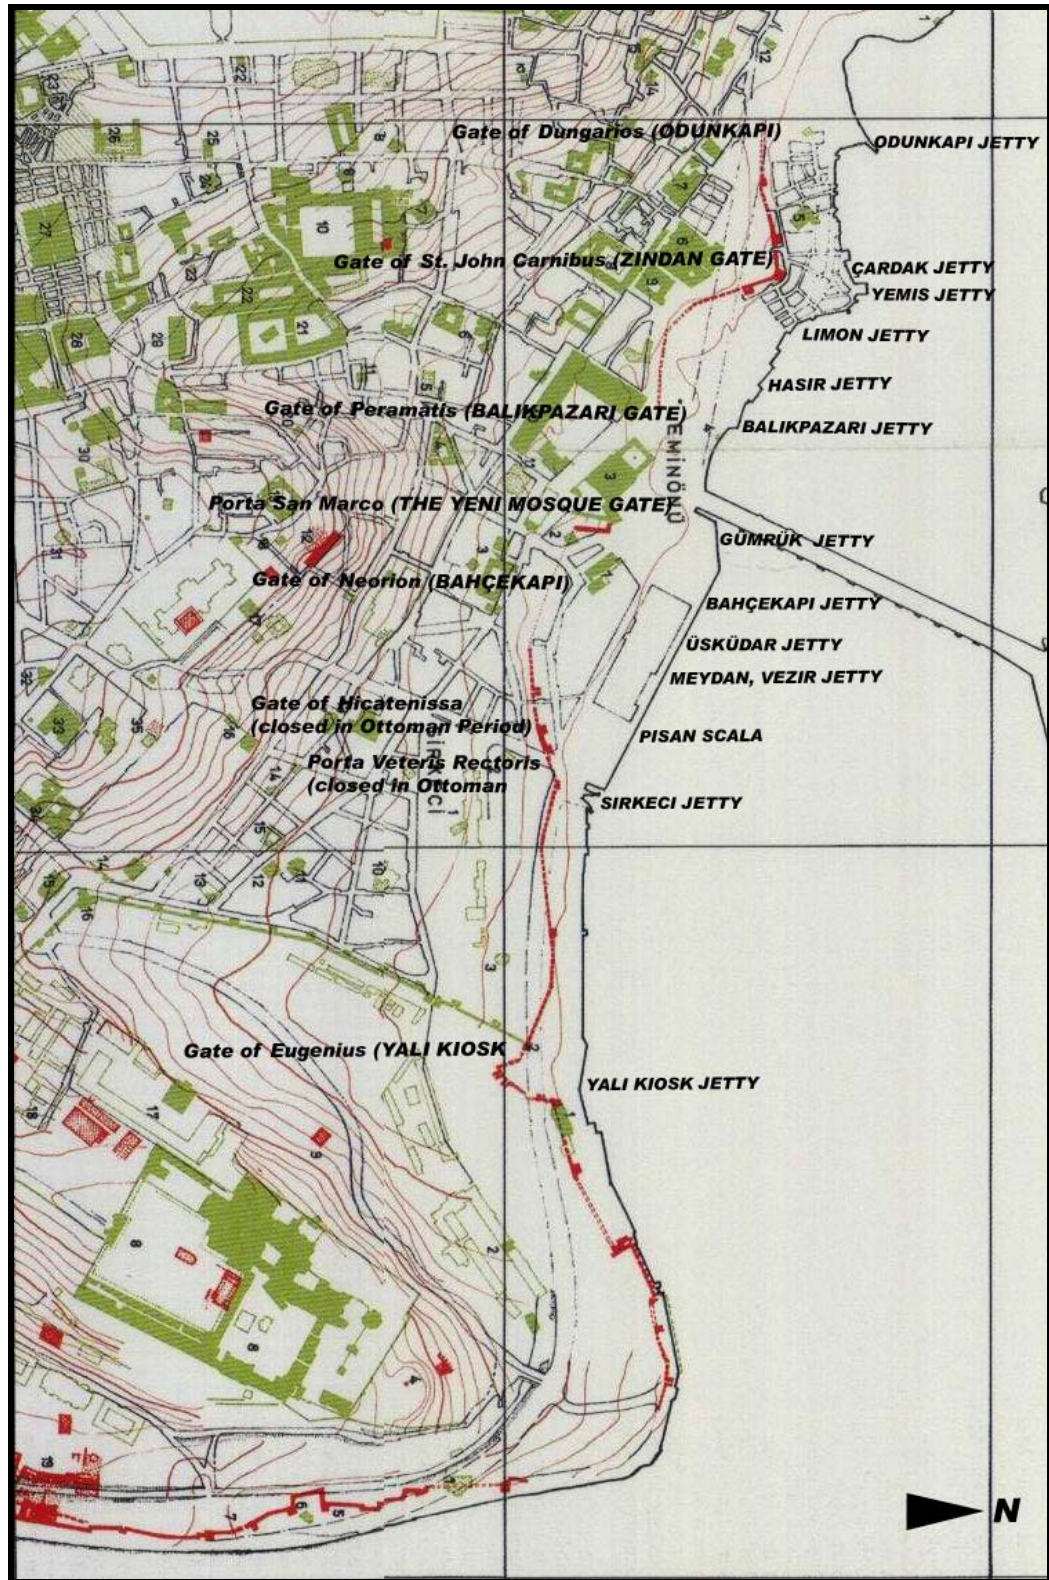 Gate of Dungarios (ODUNKAPI)
ODUNKAPI JETTY
Gate of St. John Carnibus (ZINDAN GATE)
ÇARDAK JETTY
YEMIS JETTY
LIMON JETTY
HASIR JETTY
Gate of Peramatis (BALIKPAZARI GATE)
BALIKPAZARI JETTY
EMİNÖNÜ
Porta San Marco (THE YENI MOSQUE GATE)
GÜMRÜK JETTY
Gate of Neorion (BAHÇEKAPI)
BAHÇEKAPI JETTY
ÜSKÜDAR JETTY
MEYDAN, VEZIR JETTY
Gate of Hicatenissa
(closed in Ottoman Period)
PISAN SCALA
SİRKECİ
Porta Veteris Rectoris
(closed in Ottoman
SIRKECI JETTY
Gate of Eugenius (YALI KIOSK
YALI KIOSK JETTY
N